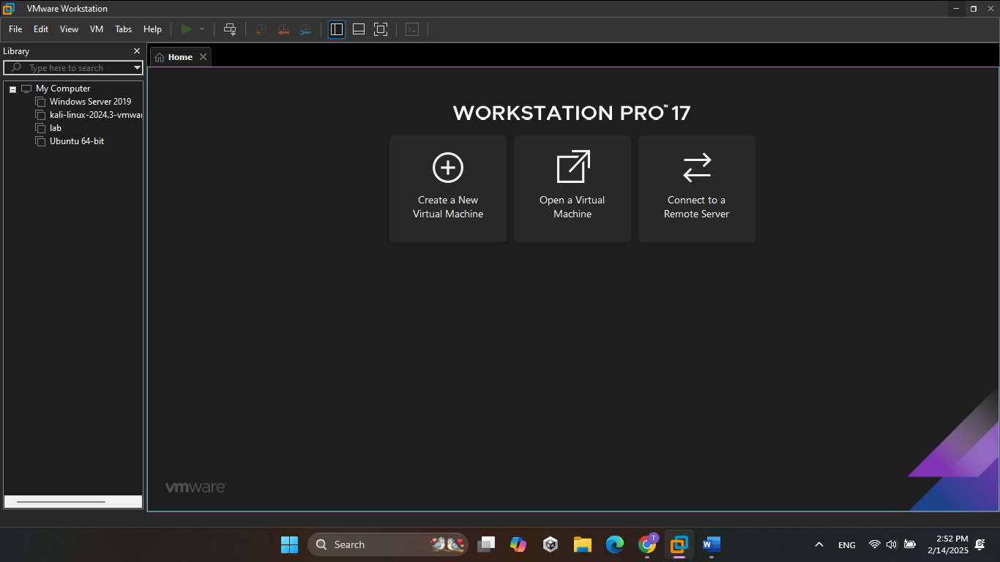 VMware Workstation
File Edit View VM Tabs Help
Library
Home
Type here to search
My Computer
Windows Server 2019
kali-linux-2024.3-vmwar
lab
Ubuntu 64-bit
WORKSTATION PRO™ 17
Create a New
Virtual Machine
Open a Virtual
Machine
Connect to a
Remote Server
vmware
Search
T
W
ENG
2:52 PM
2/14/2025